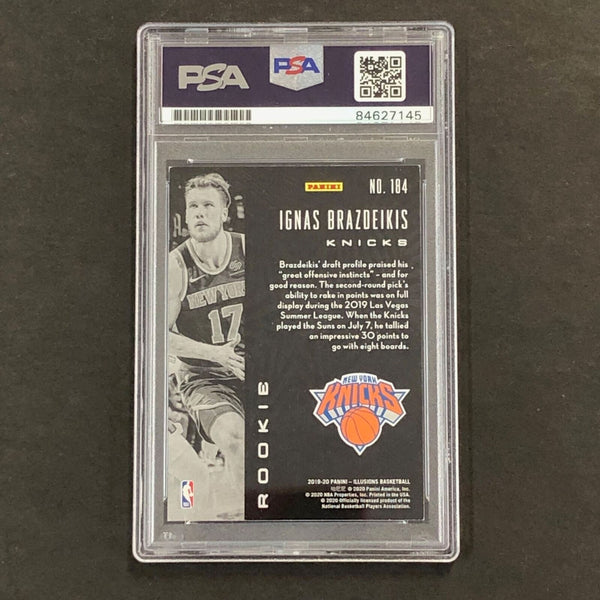 PSA
PSA
84627145
PANINI
NO. 184
IGNAS BRAZDEIKIS
KNICKS
Brazdeikis' draft profile praised his
"great offensive instincts" – and for
good reason. The second-round pick's
ability to rake in points was on full
display during the 2019 Las Vegas
Summer League. When the Knicks
played the Suns on July 7, he tallied
an impressive 30 points to
go with eight boards.
NEW YORK
17
ROOKIE
NEW YORK
KNICKS
NBA
2019-20 PANINI – ILLUSIONS BASKETBALL
© 2020 Panini America, Inc.
© 2020 NBA Properties, Inc. Printed in the USA.
© 2020 Officially licensed product of the
National Basketball Players Association.